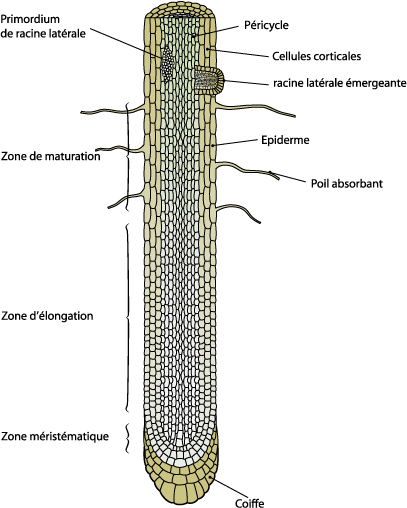 Primordium
de racine latérale
Péricycle
Cellules corticales
racine latérale émergeante
Epiderme
Zone de maturation
Poil absorbant
Zone d'élongation
Zone méristématique
Coiffe